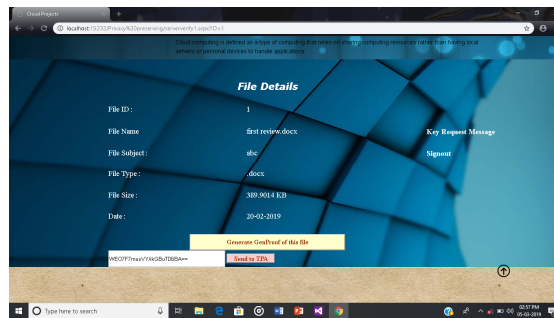 Cloud Projects
localhost:15232/Privacy%20preserving/serververify1.aspx?ID=1
Cloud computing is defined as a type of computing that relies on sharing computing resources rather than having local
servers or personal devices to handle applications.
File Details
File ID : 1
File Name first review.docx Key Request Message
File Subject : abc Signout
File Type : .docx
File Size : 389.9014 KB
Date : 20-02-2019
Generate GenProof of this file
Send to TPA
Type here to search
02:57 PM
05-03-2019